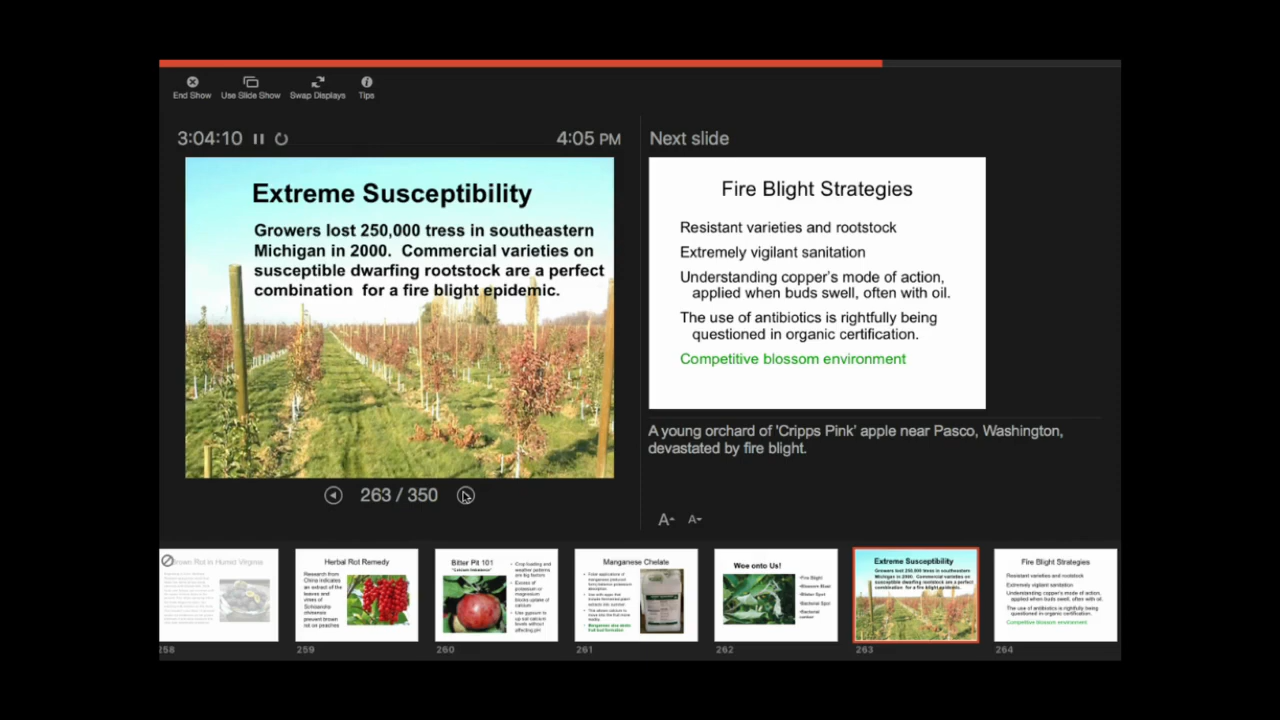 End Show
Use Slide Show
Swap Displays
Tips
3:04:10
4:05 PM
Next slide
Extreme Susceptibility
Growers lost 250,000 tress in southeastern
Michigan in 2000. Commercial varieties on
susceptible dwarfing rootstock are a perfect
combination for a fire blight epidemic.
263 / 350
Fire Blight Strategies
Resistant varieties and rootstock
Extremely vigilant sanitation
Understanding copper's mode of action,
applied when buds swell, often with oil.
The use of antibiotics is rightfully being
questioned in organic certification.
Competitive blossom environment
A young orchard of 'Cripps Pink' apple near Pasco, Washington,
devastated by fire blight.
A A
Brown Rot in Humid Virginia
258
Herbal Rot Remedy
Research from
China indicates
an extract of the
leaves and
vines of
Schisandra
chinensis
prevent brown
rot on peaches
259
Bitter Pit 101
"Calcium Imbalance"
Crop loading and
weather patterns
are big factors
Excess of
potassium or
magnesium
blocks uptake of
calcium
Use gypsum to
up soil calcium
levels without
affecting pH
260
Manganese Chelate
261
Woe onto Us!
•Fire Blight
•Blossom Blast
•Blister Spot
•Bacterial Spot
•Bacterial
canker
262
Extreme Susceptibility
Growers lost 250,000 tress in southeastern
Michigan in 2000. Commercial varieties on
susceptible dwarfing rootstock are a perfect
combination for a fire blight epidemic.
263
Fire Blight Strategies
Resistant varieties and rootstock
Extremely vigilant sanitation
Understanding copper's mode of action,
applied when buds swell, often with oil.
The use of antibiotics is rightfully being
questioned in organic certification.
Competitive blossom environment
264